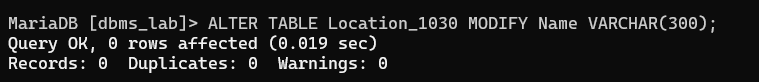 MariaDB [dbms_lab]> ALTER TABLE Location_1030 MODIFY Name VARCHAR(300);
Query OK, 0 rows affected (0.019 sec)
Records: 0  Duplicates: 0  Warnings: 0